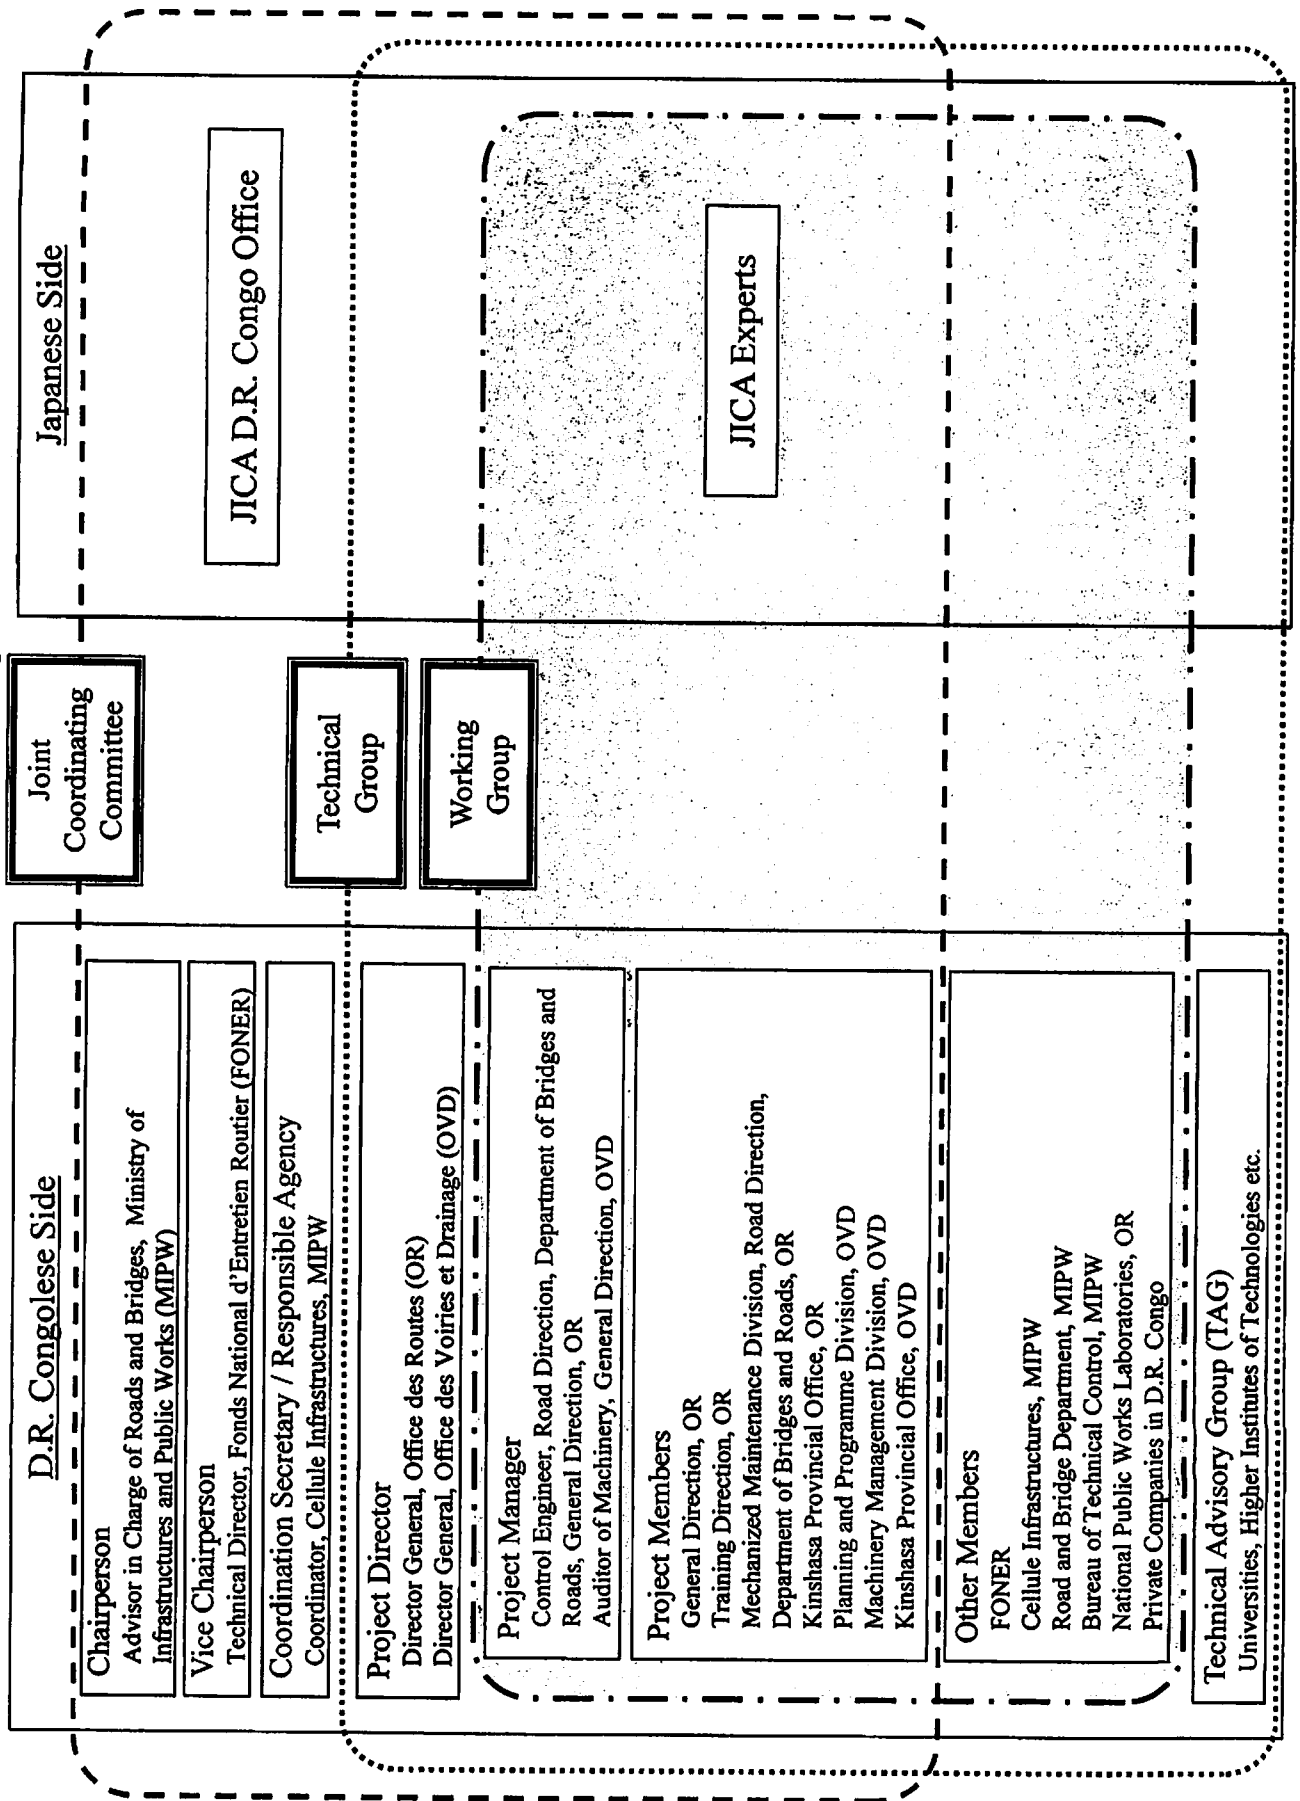 D.R. Congolese Side
Chairperson
Advisor in Charge of Roads and Bridges, Ministry of
Infrastructures and Public Works (MIPW)
Vice Chairperson
Technical Director, Fonds National d'Entretien Routier (FONER)
Coordination Secretary / Responsible Agency
Coordinator, Cellule Infrastructures, MIPW
Project Director
Director General, Office des Routes (OR)
Director General, Office des Voiries et Drainage (OVD)
Project Manager
Control Engineer, Road Direction, Department of Bridges and
Roads, General Direction, OR
Auditor of Machinery, General Direction, OVD
Project Members
General Direction, OR
Training Direction, OR
Mechanized Maintenance Division, Road Direction,
Department of Bridges and Roads, OR
Kinshasa Provincial Office, OR
Planning and Programme Division, OVD
Machinery Management Division, OVD
Kinshasa Provincial Office, OVD
Other Members
FONER
Cellule Infrastructures, MIPW
Road and Bridge Department, MIPW
Bureau of Technical Control, MIPW
National Public Works Laboratories, OR
Private Companies in D.R. Congo
Technical Advisory Group (TAG)
Universities, Higher Institutes of Technologies etc.
Joint
Coordinating
Committee
Technical
Group
Working
Group
Japanese Side
JICA D.R. Congo Office
JICA Experts